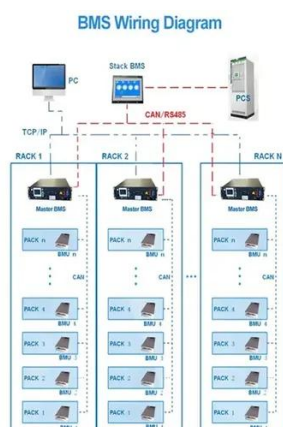 BMS Wiring Diagram
Stack BMS
PC
PCS
CAN/RS485
TCP/IP
RACK 1 RACK 2 RACK N
Master BMS Master BMS Master BMS
PACK n PACK n PACK n
BMU n BMU n BMU n
CAN CAN CAN
PACK 4 PACK 4 PACK 4
BMU 4 BMU 4 BMU 4
PACK 3 PACK 3 PACK 3
BMU 3 BMU 3 BMU 3
PACK 2 PACK 2 PACK 2
BMU 2 BMU 2 BMU 2
PACK 1 PACK 1 PACK 1